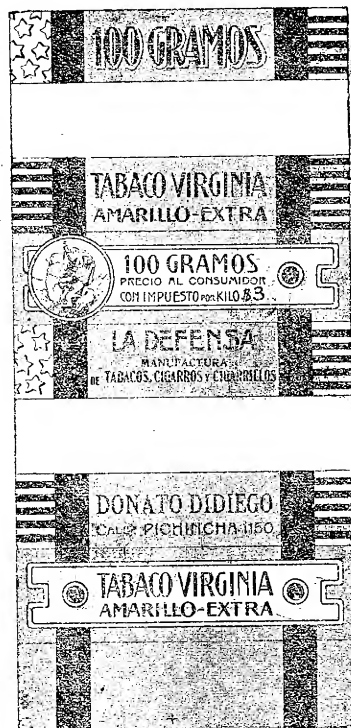 100 GRAMOS
TABACO VIRGINIA
AMARILLO-EXTRA
100 GRAMOS
PRECIO AL CONSUMIDOR
CON IMPUESTO POR KILO $3
LA DEFENSA
MANUFACTURA
DE TABACOS, CIGARROS Y CIGARRILLOS
DONATO DIDIEGO
CALLE PICHINCHA 1150
TABACO VIRGINIA
AMARILLO-EXTRA